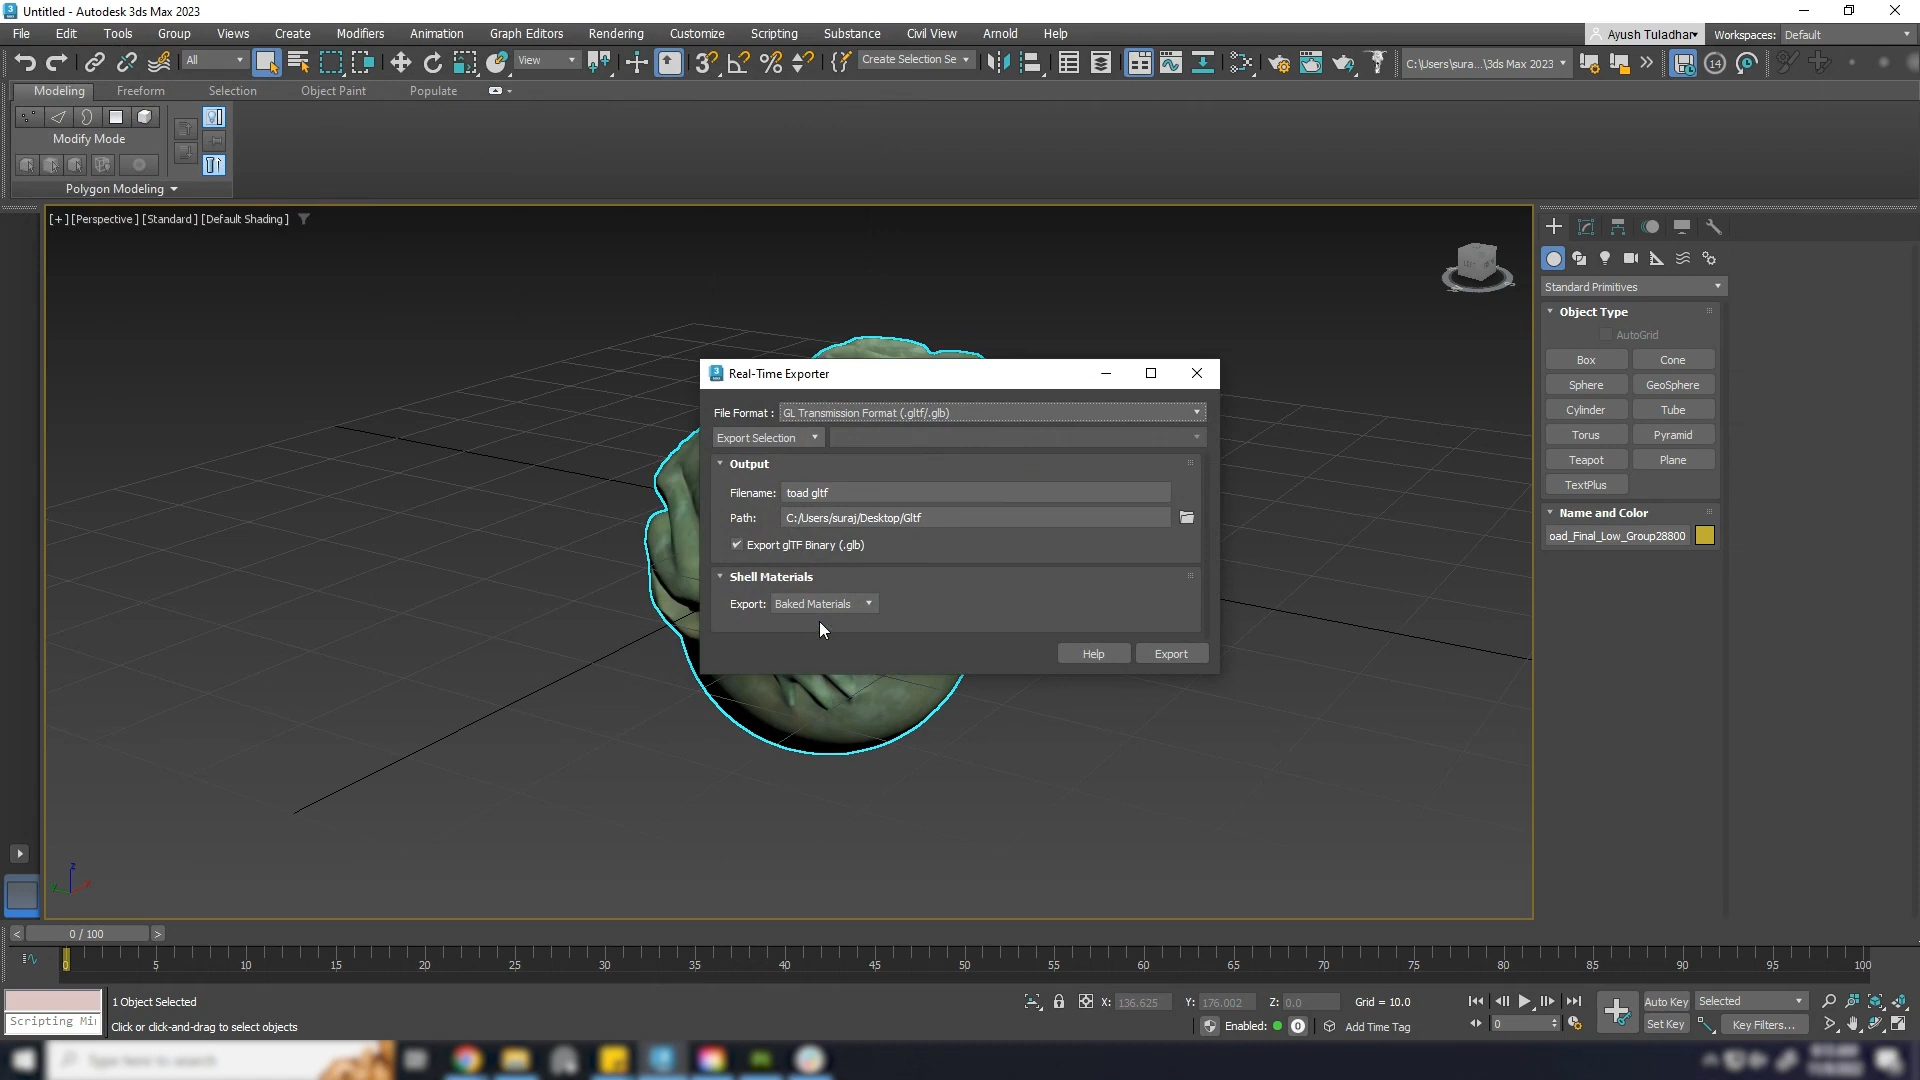 Untitled - Autodesk 3ds Max 2023
File Edit Tools Group Views Create Modifiers Animation Graph Editors Rendering Customize Scripting Substance Civil View Arnold Help
Ayush Tuladhar
Workspaces: Default
All
View
Create Selection Se
C:\Users\sura...\3ds Max 2023
14
Modeling Freeform Selection Object Paint Populate
Modify Mode
Polygon Modeling
[+] [Perspective] [Standard] [Default Shading]
Standard Primitives
Object Type
AutoGrid
Box Cone
Sphere GeoSphere
Cylinder Tube
Torus Pyramid
Teapot Plane
TextPlus
Name and Color
oad_Final_Low_Group28800
Real-Time Exporter
File Format : GL Transmission Format (.gltf/.glb)
Export Selection
Output
Filename: toad gltf
Path: C:/Users/suraj/Desktop/Gltf
Export glTF Binary (.glb)
Shell Materials
Export: Baked Materials
Help Export
z
< 0 / 100 >
0 5 10 15 20 25 30 35 40 45 50 55 60 65 70 75 80 85 90 95 100
1 Object Selected
X: 136.625 Y: 176.002 Z: 0.0 Grid = 10.0
Auto Key Selected
Scripting Mi
Click or click-and-drag to select objects
Enabled: 0 Add Time Tag
0
Set Key Key Filters...
Type here to search